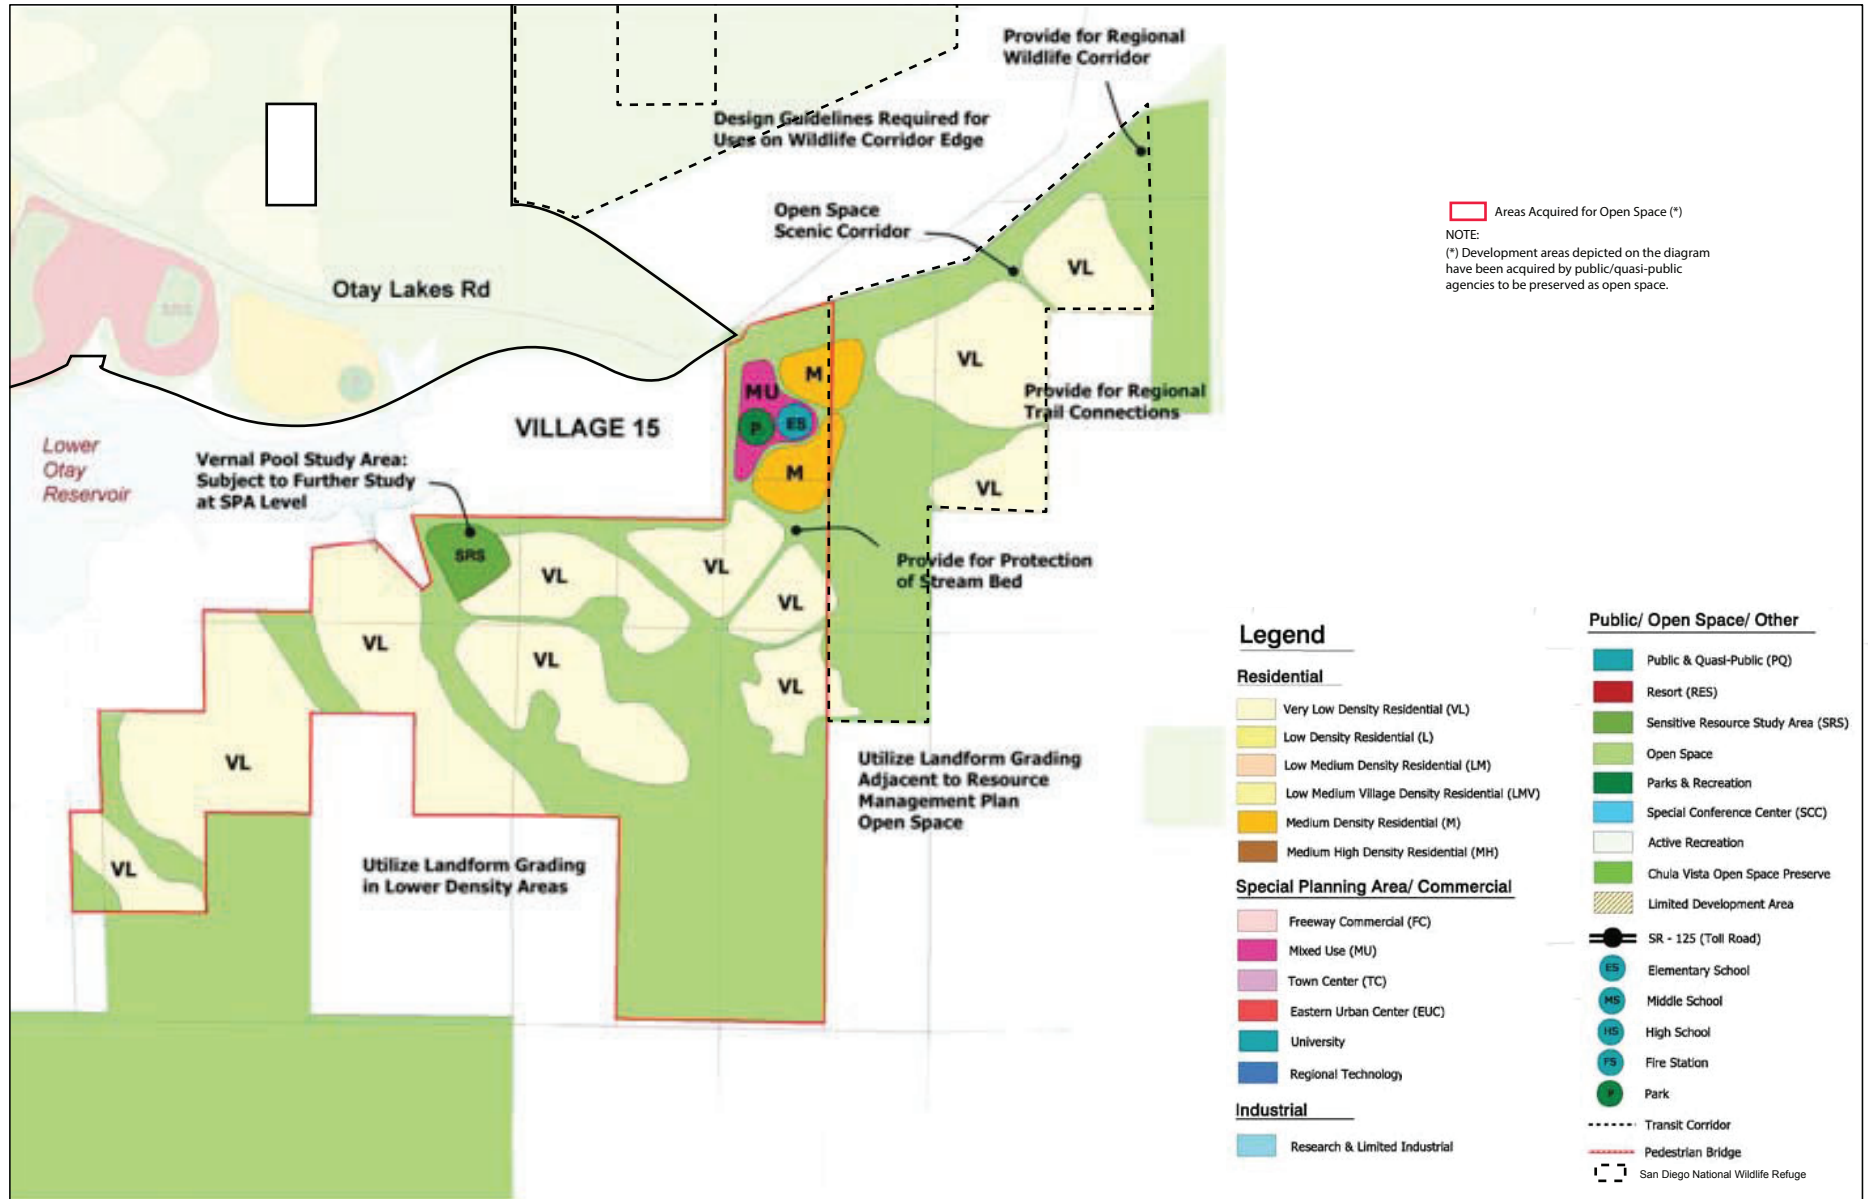 Provide for Regional
Wildlife Corridor
Design Guidelines Required for
Uses on Wildlife Corridor Edge
Open Space
Scenic Corridor
VL
Areas Acquired for Open Space (*)
NOTE:
(*) Development areas depicted on the diagram
have been acquired by public/quasi-public
agencies to be preserved as open space.
Otay Lakes Rd
SRS
P
VL
M
MU
Provide for Regional
Trail Connections
P
ES
VILLAGE 15
M
VL
Lower
Otay
Reservoir
Vernal Pool Study Area:
Subject to Further Study
at SPA Level
SRS
VL
VL
VL
Provide for Protection
of Stream Bed
VL
VL
VL
VL
VL
Utilize Landform Grading
Adjacent to Resource
Management Plan
Open Space
Utilize Landform Grading
in Lower Density Areas
Legend
Residential
Very Low Density Residential (VL)
Low Density Residential (L)
Low Medium Density Residential (LM)
Low Medium Village Density Residential (LMV)
Medium Density Residential (M)
Medium High Density Residential (MH)
Special Planning Area/ Commercial
Freeway Commercial (FC)
Mixed Use (MU)
Town Center (TC)
Eastern Urban Center (EUC)
University
Regional Technology
Industrial
Research & Limited Industrial
Public/ Open Space/ Other
Public & Quasi-Public (PQ)
Resort (RES)
Sensitive Resource Study Area (SRS)
Open Space
Parks & Recreation
Special Conference Center (SCC)
Active Recreation
Chula Vista Open Space Preserve
Limited Development Area
SR - 125 (Toll Road)
ES Elementary School
MS Middle School
HS High School
FS Fire Station
P Park
Transit Corridor
Pedestrian Bridge
San Diego National Wildlife Refuge